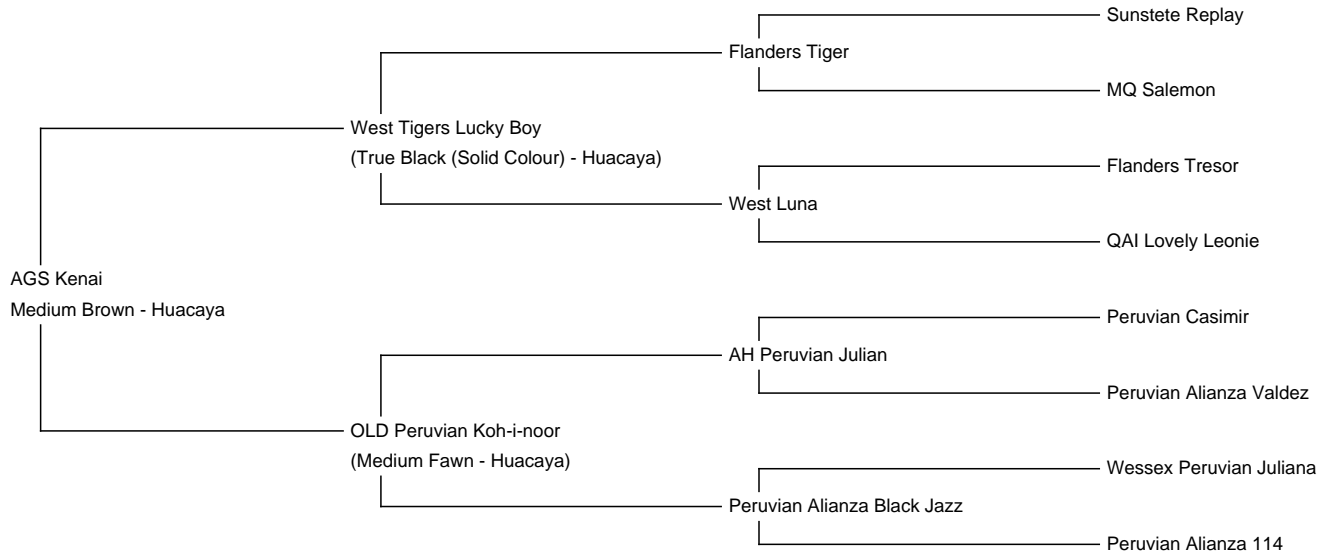 Sunstete Replay
Flanders Tiger
MQ Salemon
West Tigers Lucky Boy
(True Black (Solid Colour) - Huacaya)
Flanders Tresor
West Luna
QAI Lovely Leonie
AGS Kenai
Medium Brown - Huacaya
Peruvian Casimir
AH Peruvian Julian
Peruvian Alianza Valdez
OLD Peruvian Koh-i-noor
(Medium Fawn - Huacaya)
Wessex Peruvian Juliana
Peruvian Alianza Black Jazz
Peruvian Alianza 114